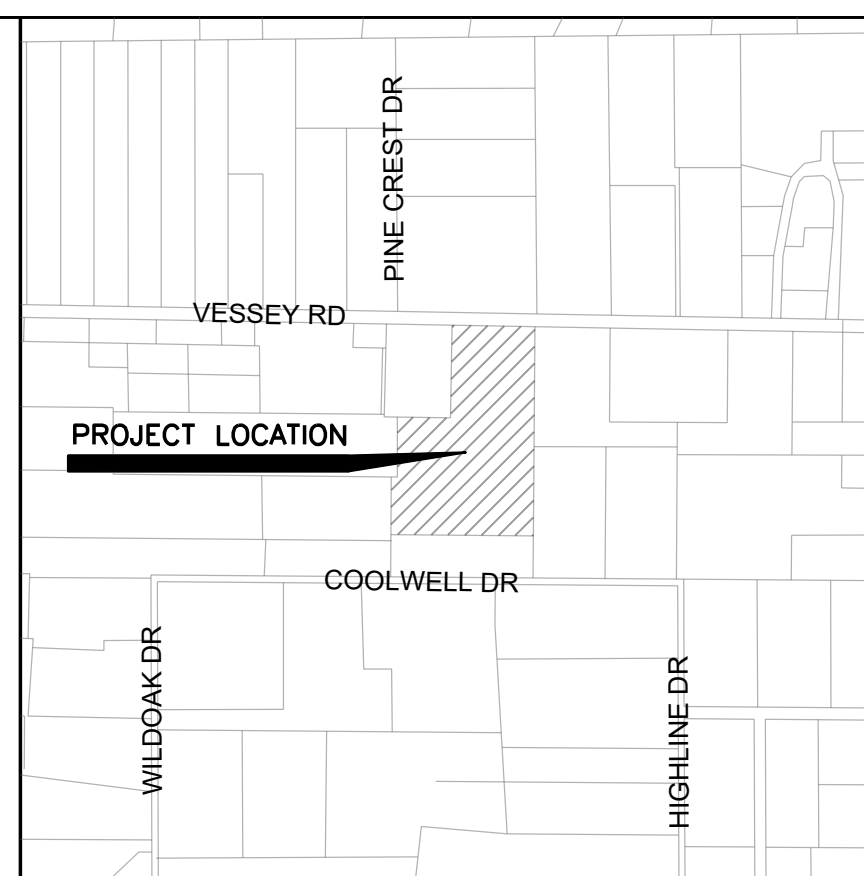 PINE CREST DR
VESSEY RD
PROJECT LOCATION
COOLWELL DR
WILDOAK DR
HIGHLINE DR